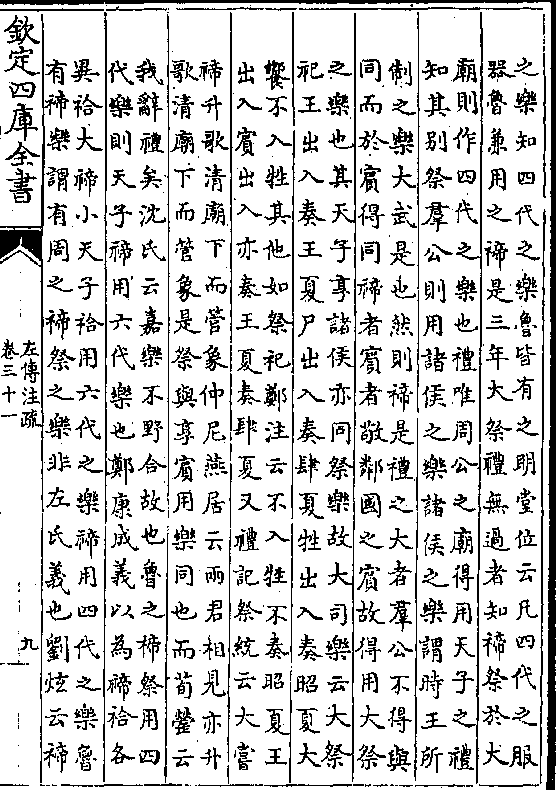 之樂知四代之樂魯皆有之明堂位云凡四代之服
器魯兼用之禘是三年大祭禮無過者知禘祭於大
廟則作四代之樂也禮唯周公之廟得用天子之禮
知其别祭羣公則用諸侯之樂諸侯之樂謂時王所
制之樂大武是也然則禘是禮之大者羣公不得與
同而於賓得同禘者賓者敬鄰國之賓故得用大祭
之樂也其天子享諸侯亦同祭樂故大司樂云大祭
祀王出入奏王夏尸出入奏肆夏牲出入奏昭夏大
饗不入牲其他如祭祀鄭注云不入牲不奏昭夏王
出入賓出入亦奏王夏奏肆夏又禮記祭統云大嘗
禘升歌清廟下而管象仲尼燕居云兩君相見亦升
歌清廟下而管象是祭與享賓用樂同也而荀罃云
我辭禮矣沈氏云嘉樂不野合故也魯之禘祭用四
代樂則天子禘用六代樂也鄭康成義以為禘祫各
異祫大禘小天子祫用六代之樂禘用四代之樂魯
有禘樂謂有周之禘祭之樂非左氏義也劉炫云禘
欽定四庫全書
左傳注疏
卷三十一
九